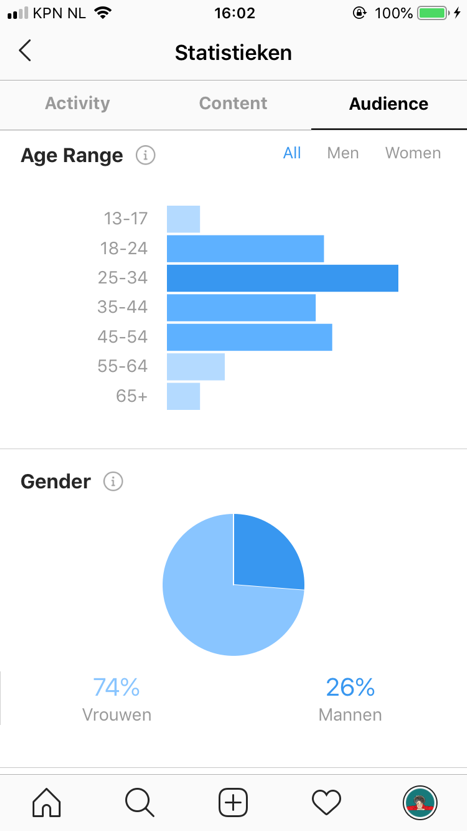 KPN NL 16:02 100%
Statistieken
Activity Content Audience
Age Range All Men Women
13-17
18-24
25-34
35-44
45-54
55-64
65+
Gender
74% 26%
Vrouwen Mannen